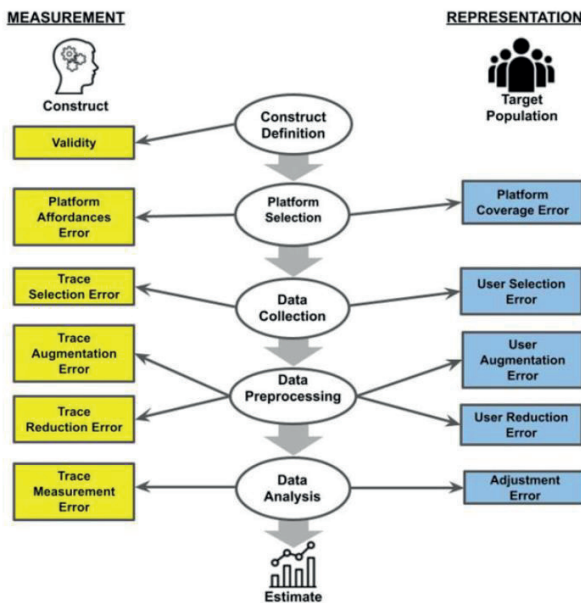 MEASUREMENT
REPRESENTATION
Construct
Target
Population
Construct
Definition
Validity
Platform
Affordances
Error
Platform
Selection
Platform
Coverage Error
Trace
Selection Error
Data
Collection
User Selection
Error
Trace
Augmentation
Error
User
Augmentation
Error
Data
Preprocessing
Trace
Reduction Error
User Reduction
Error
Trace
Measurement
Error
Data
Analysis
Adjustment
Error
Estimate